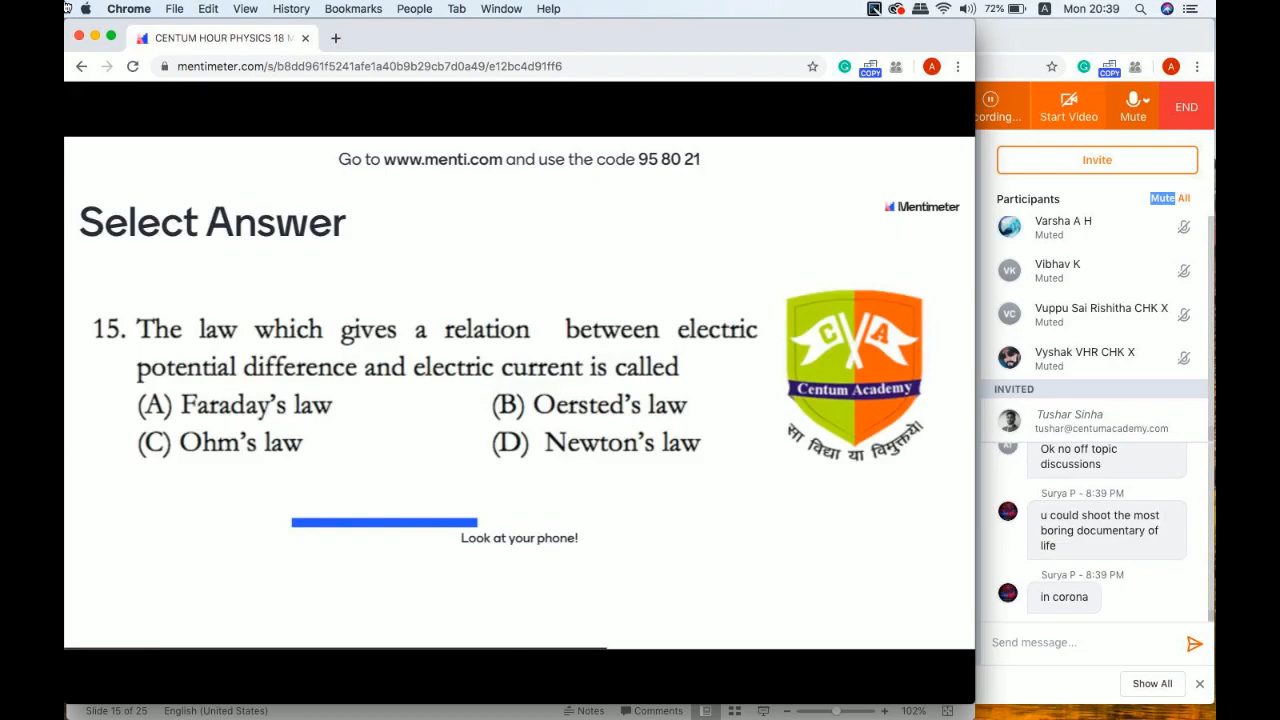 Chrome File Edit View History Bookmarks People Tab Window Help 72% A Mon 20:39
CENTUM HOUR PHYSICS 18 M
mentimeter.com/s/b8dd961f5241afe1a40b9b29cb7d0a49/e12bc4d91ff6
COPY
A
COPY
A
Go to www.menti.com and use the code 95 80 21
Mentimeter
Select Answer
15. The law which gives a relation between electric
potential difference and electric current is called
(A) Faraday's law (B) Oersted's law
(C) Ohm's law (D) Newton's law
C A
Centum Academy
सा विद्या या विमुक्तये।
Look at your phone!
cording... Start Video Mute END
Invite
Participants Mute All
Varsha A H
Muted
VK
Vibhav K
Muted
VC
Vuppu Sai Rishitha CHK X
Muted
Vyshak VHR CHK X
Muted
INVITED
Tushar Sinha
tushar@centumacademy.com
Ok no off topic
discussions
Surya P - 8:39 PM
u could shoot the most
boring documentary of
life
Surya P - 8:39 PM
in corona
Send message...
Show All
Slide 15 of 25 English (United States) Notes Comments 102%